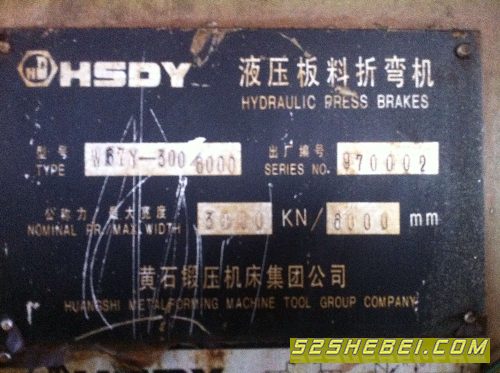 HSDY 液压板料折弯机
HYDRAULIC PRESS BRAKES
型号 出厂编号
TYPE W67Y-300 6000 SERIES NO. 970002
公称力 最大宽度
NOMINAL PR. MAX.WIDTH 3000 KN/6000 mm
黄石锻压机床集团公司
HUANGSHI METALFORMING MACHINE TOOL GROUP COMPANY
52SHEBEI.COM